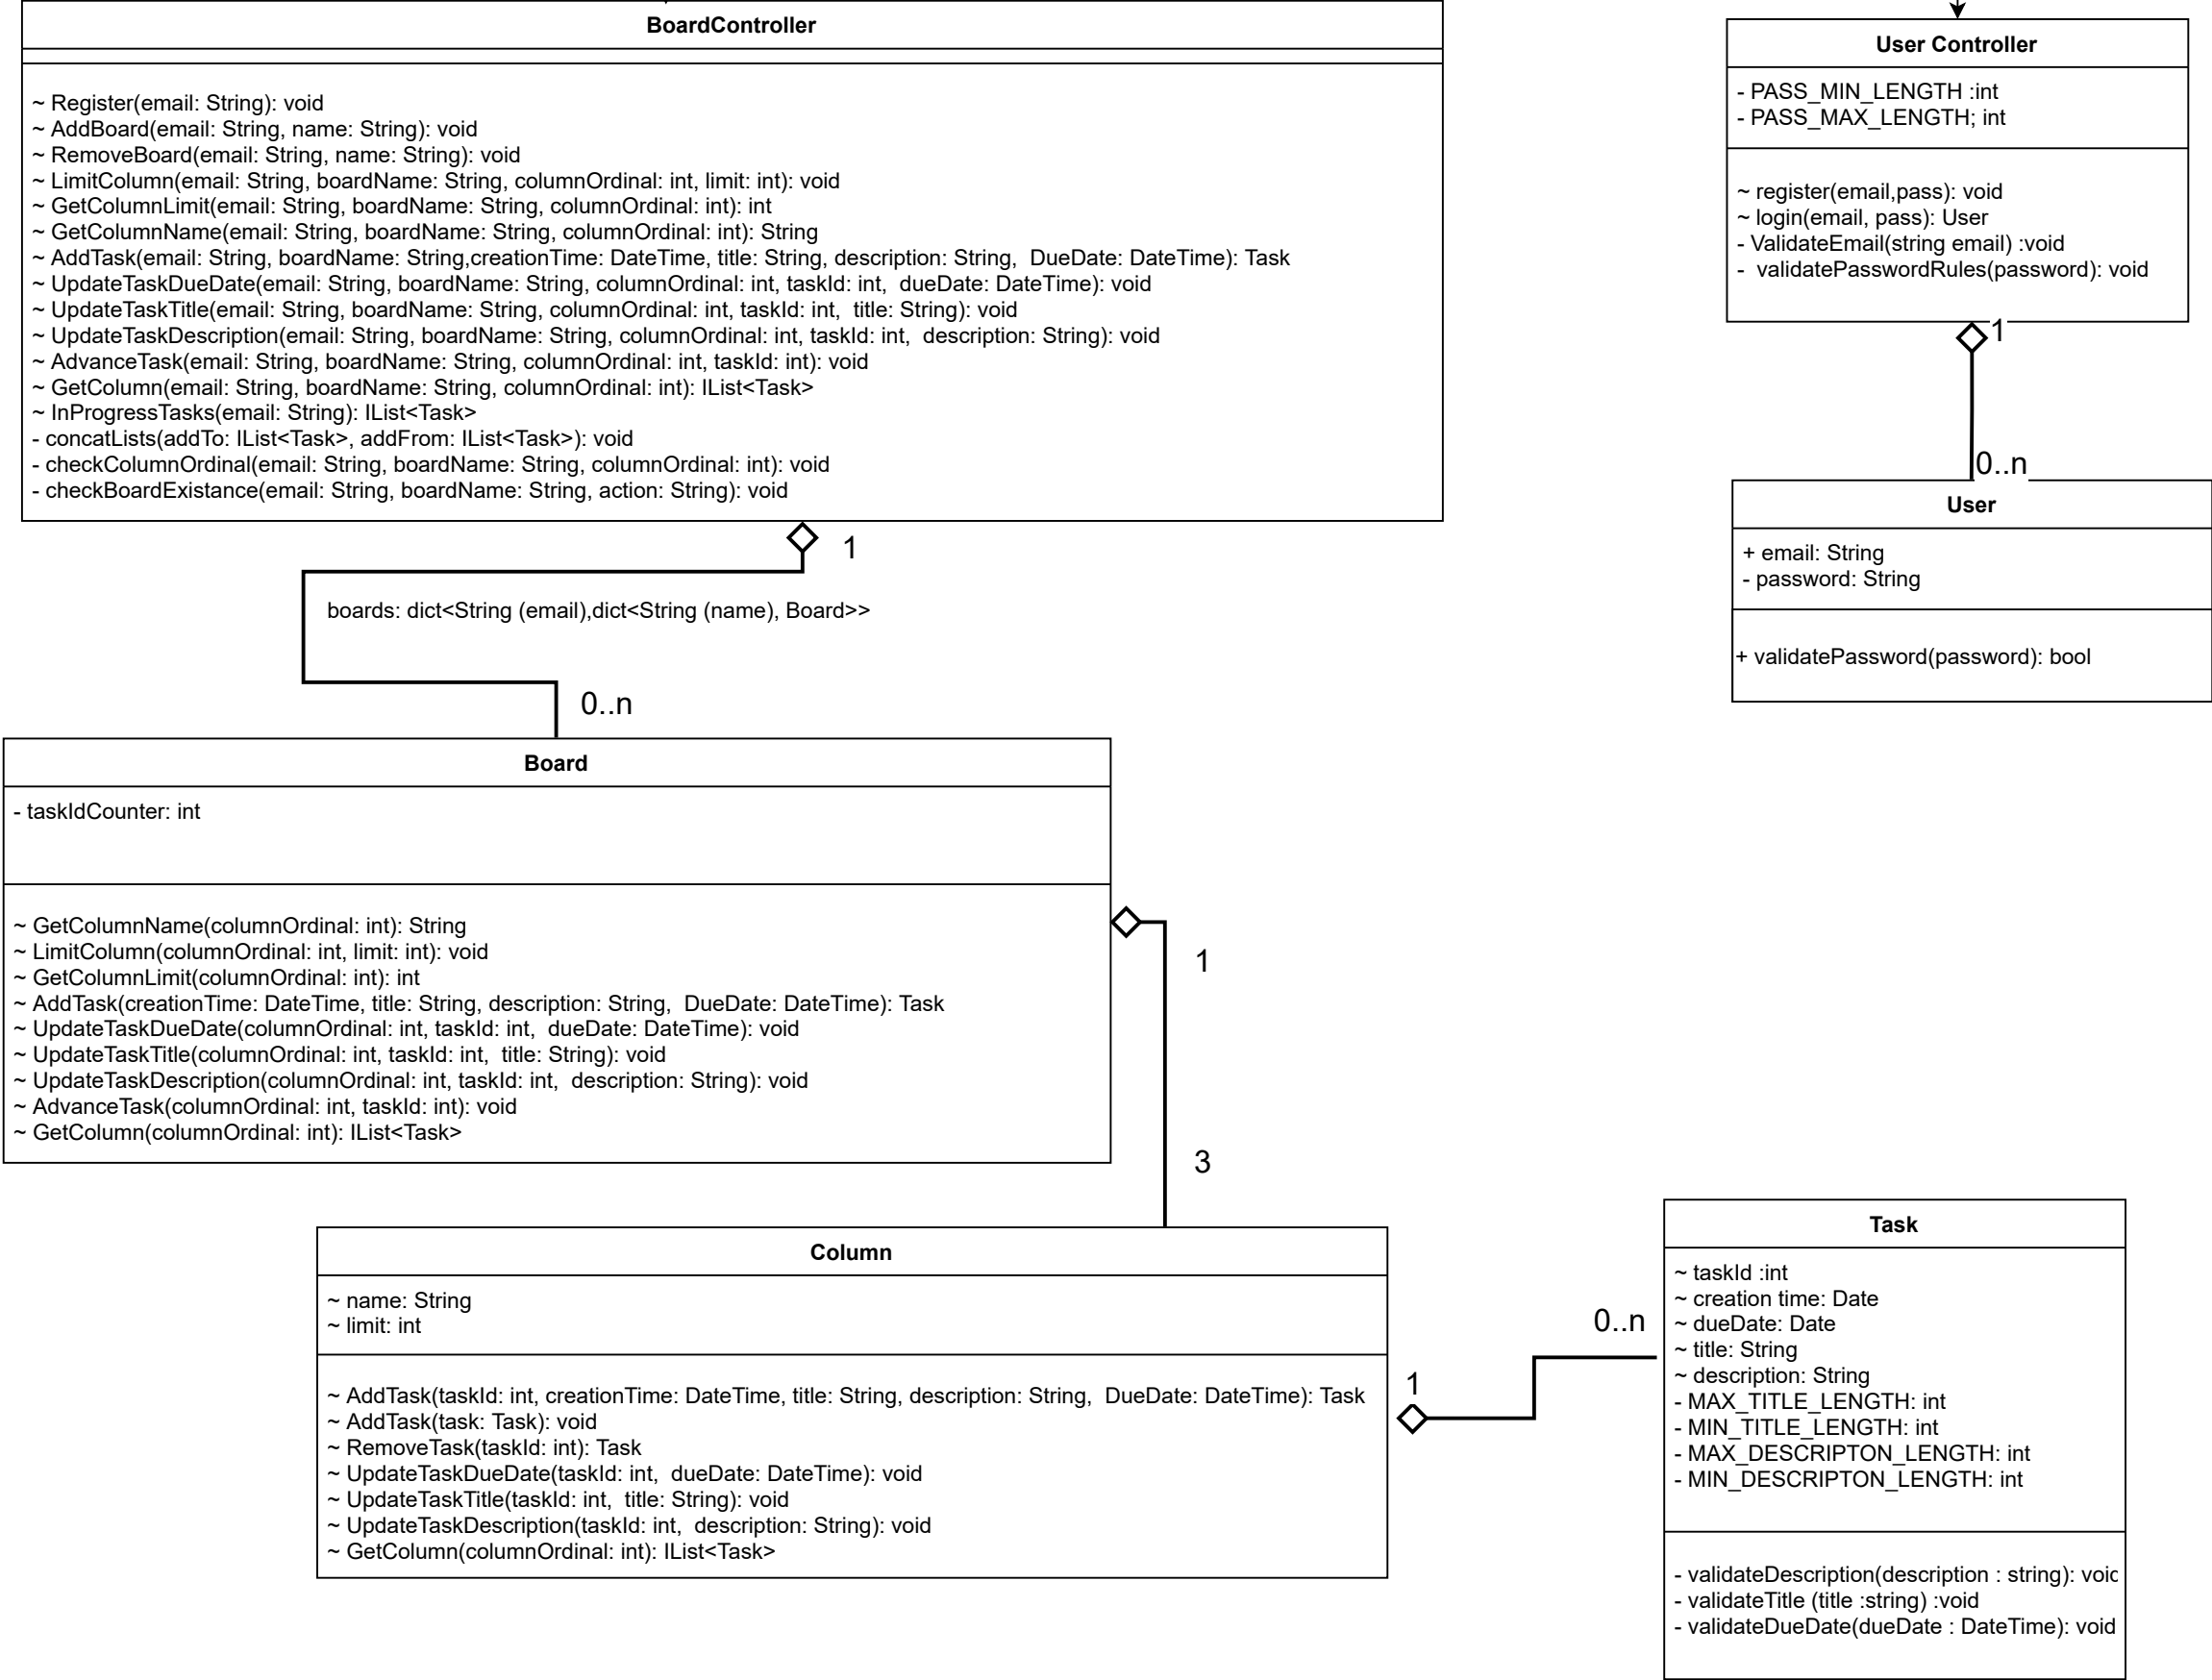 BoardController
~ Register(email: String): void
~ AddBoard(email: String, name: String): void
~ RemoveBoard(email: String, name: String): void
~ LimitColumn(email: String, boardName: String, columnOrdinal: int, limit: int): void
~ GetColumnLimit(email: String, boardName: String, columnOrdinal: int): int
~ GetColumnName(email: String, boardName: String, columnOrdinal: int): String
~ AddTask(email: String, boardName: String,creationTime: DateTime, title: String, description: String,  DueDate: DateTime): Task
~ UpdateTaskDueDate(email: String, boardName: String, columnOrdinal: int, taskId: int,  dueDate: DateTime): void
~ UpdateTaskTitle(email: String, boardName: String, columnOrdinal: int, taskId: int,  title: String): void
~ UpdateTaskDescription(email: String, boardName: String, columnOrdinal: int, taskId: int,  description: String): void
~ AdvanceTask(email: String, boardName: String, columnOrdinal: int, taskId: int): void
~ GetColumn(email: String, boardName: String, columnOrdinal: int): IList<Task>
~ InProgressTasks(email: String): IList<Task>
- concatLists(addTo: IList<Task>, addFrom: IList<Task>): void
- checkColumnOrdinal(email: String, boardName: String, columnOrdinal: int): void
- checkBoardExistance(email: String, boardName: String, action: String): void
User Controller
- PASS_MIN_LENGTH :int
- PASS_MAX_LENGTH; int
~ register(email,pass): void
~ login(email, pass): User
- ValidateEmail(string email) :void
-  validatePasswordRules(password): void
1
0..n
User
+ email: String
- password: String
+ validatePassword(password): bool
1
boards: dict<String (email),dict<String (name), Board>>
0..n
Board
- taskIdCounter: int
~ GetColumnName(columnOrdinal: int): String
~ LimitColumn(columnOrdinal: int, limit: int): void
~ GetColumnLimit(columnOrdinal: int): int
~ AddTask(creationTime: DateTime, title: String, description: String,  DueDate: DateTime): Task
~ UpdateTaskDueDate(columnOrdinal: int, taskId: int,  dueDate: DateTime): void
~ UpdateTaskTitle(columnOrdinal: int, taskId: int,  title: String): void
~ UpdateTaskDescription(columnOrdinal: int, taskId: int,  description: String): void
~ AdvanceTask(columnOrdinal: int, taskId: int): void
~ GetColumn(columnOrdinal: int): IList<Task>
1
3
Column
~ name: String
~ limit: int
~ AddTask(taskId: int, creationTime: DateTime, title: String, description: String,  DueDate: DateTime): Task
~ AddTask(task: Task): void
~ RemoveTask(taskId: int): Task
~ UpdateTaskDueDate(taskId: int,  dueDate: DateTime): void
~ UpdateTaskTitle(taskId: int,  title: String): void
~ UpdateTaskDescription(taskId: int,  description: String): void
~ GetColumn(columnOrdinal: int): IList<Task>
1
0..n
Task
~ taskId :int
~ creation time: Date
~ dueDate: Date
~ title: String
~ description: String
- MAX_TITLE_LENGTH: int
- MIN_TITLE_LENGTH: int
- MAX_DESCRIPTON_LENGTH: int
- MIN_DESCRIPTON_LENGTH: int
- validateDescription(description : string): void
- validateTitle (title :string) :void
- validateDueDate(dueDate : DateTime): void